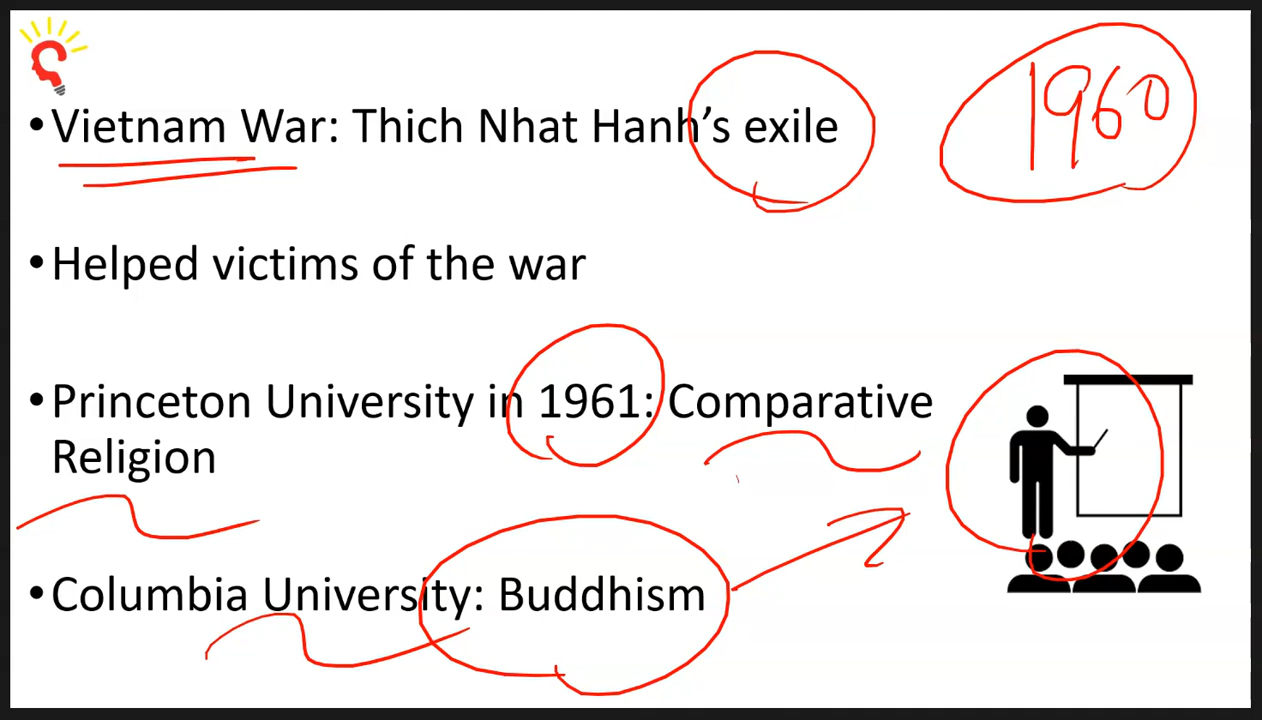 • Vietnam War: Thich Nhat Hanh’s exile
1960
• Helped victims of the war
• Princeton University in 1961: Comparative
Religion
• Columbia University: Buddhism